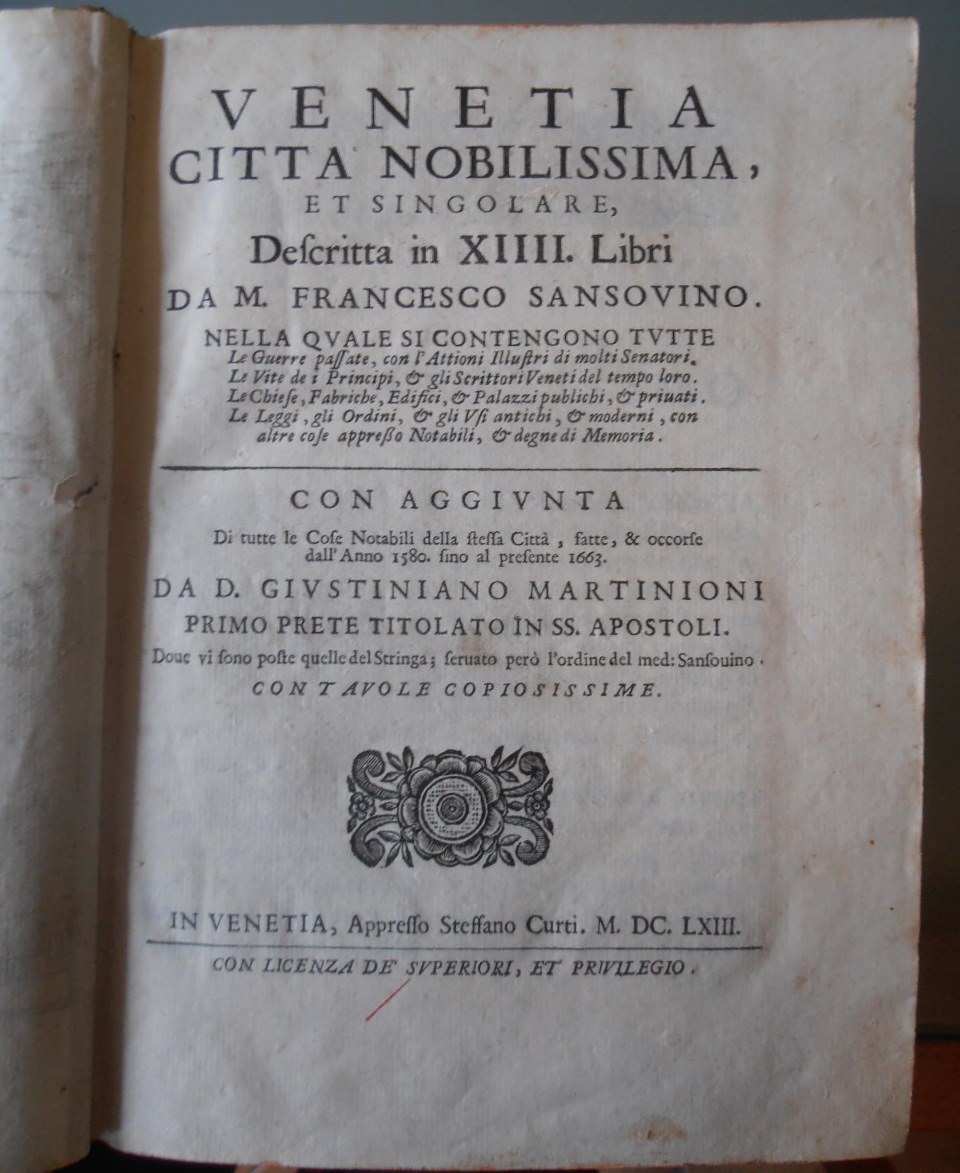 VENETIA
CITTA NOBILISSIMA,
ET SINGOLARE,
Deſcritta in XIIII. Libri
DA M. FRANCESCO SANSOVINO.
NELLA QVALE SI CONTENGONO TVTTE
Le Guerre paſſate, con l'Attioni Illuſtri di molti Senatori.
Le Vite de i Principi, & gli Scrittori Veneti del tempo loro.
Le Chieſe, Fabriche, Edifici, & Palazzi publichi, & priuati.
Le Leggi, gli Ordini, & gli Vſi antichi, & moderni, con
altre coſe appreßo Notabili, & degne di Memoria.
CON AGGIVNTA
Di tutte le Coſe Notabili della ſteſſa Città, fatte, & occorſe
dall'Anno 1580. ſino al preſente 1663.
DA D. GIVSTINIANO MARTINIONI
PRIMO PRETE TITOLATO IN SS. APOSTOLI.
Doue vi ſono poſte quelle del Stringa; ſeruato però l'ordine del med: Sanſouino.
CON TAVOLE COPIOSISSIME.
IN VENETIA, Appreſſo Steffano Curti. M. DC. LXIII.
CON LICENZA DE' SVPERIORI, ET PRIVILEGIO.